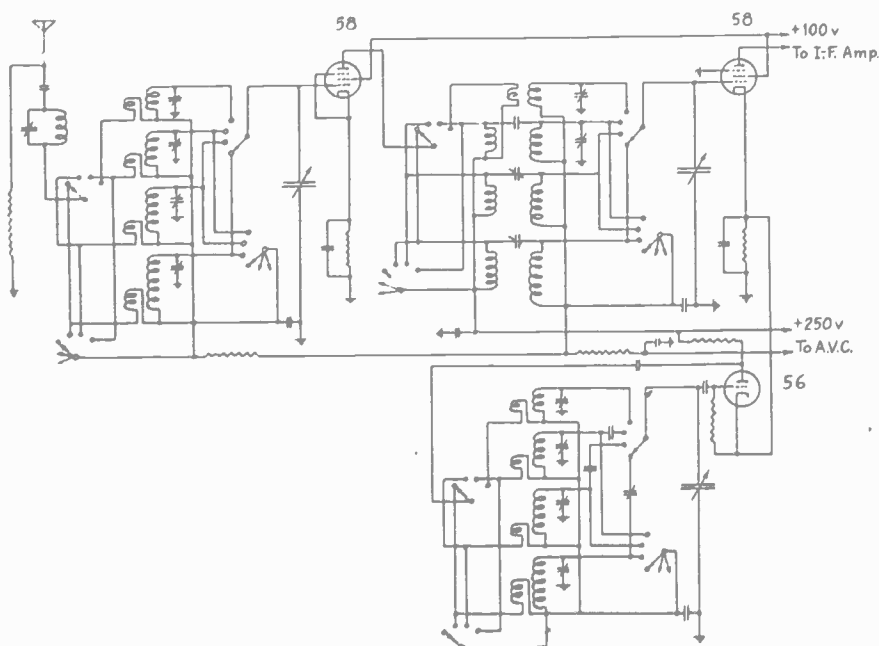 58
58
+100 v
To I-F. Amp.
+250 v
To A.V.C.
56